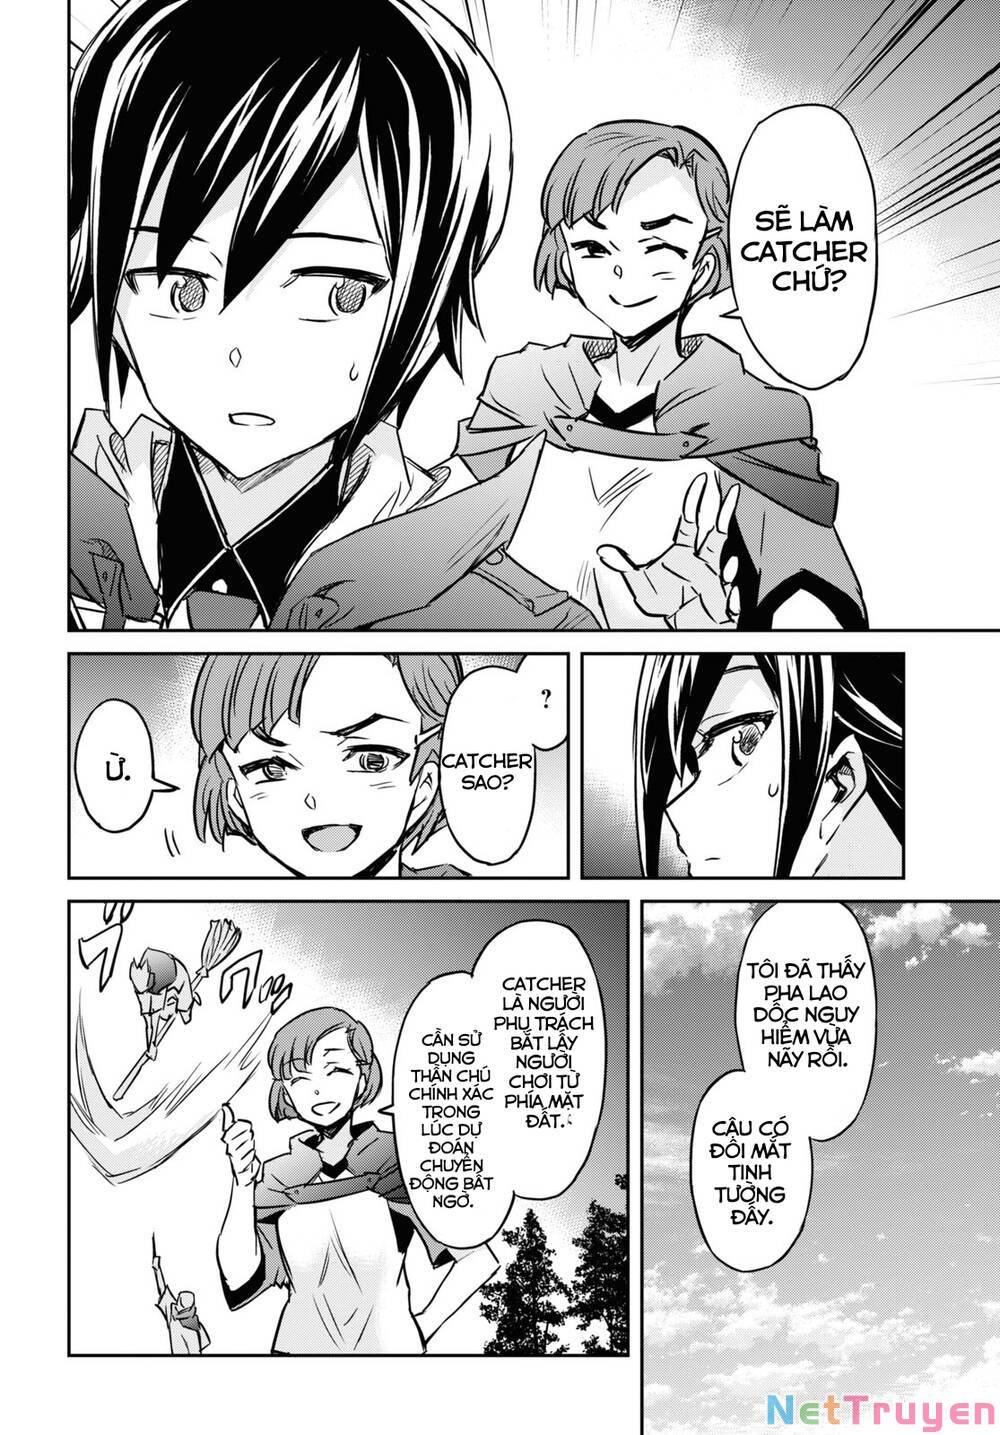 SẼ LÀM
CATCHER
CHỨ?
?
CATCHER
SAO?
Ừ.
TÔI ĐÃ THẤY
PHA LAO
DỐC NGUY
HIỂM VỪA
NÃY RỒI.
CẬU CÓ
ĐÔI MẮT
TINH
TƯỜNG
ĐẤY.
CATCHER
LÀ NGƯỜI
PHỤ TRÁCH
BẮT LẤY
NGƯỜI
CHƠI TỪ
PHÍA MẶT
ĐẤT.
CẦN SỬ
DỤNG
THẦN CHÚ
CHÍNH XÁC
TRONG
LÚC DỰ
ĐOÁN
CHUYỂN
ĐỘNG BẤT
NGỜ.
NetTruyen